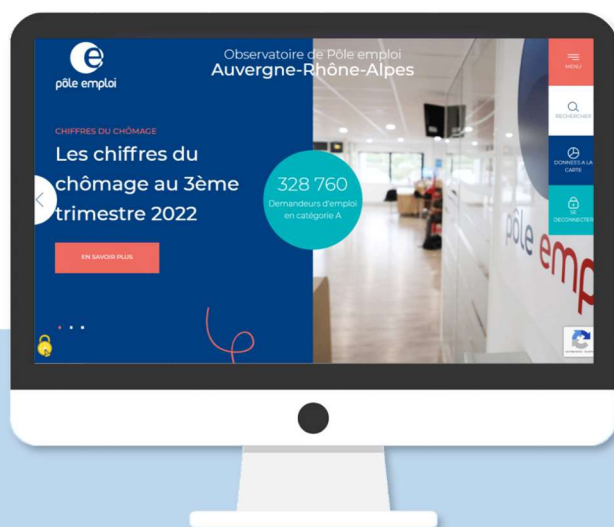 pôle emploi
Observatoire de Pôle emploi
Auvergne-Rhône-Alpes
MENU
RECHERCHER
DONNÉES A LA
CARTE
SE
DECONNECTER
CHIFFRES DU CHÔMAGE
Les chiffres du
chômage au 3ème
trimestre 2022
328 760
Demandeurs d'emploi
en catégorie A
EN SAVOIR PLUS
pôle emp